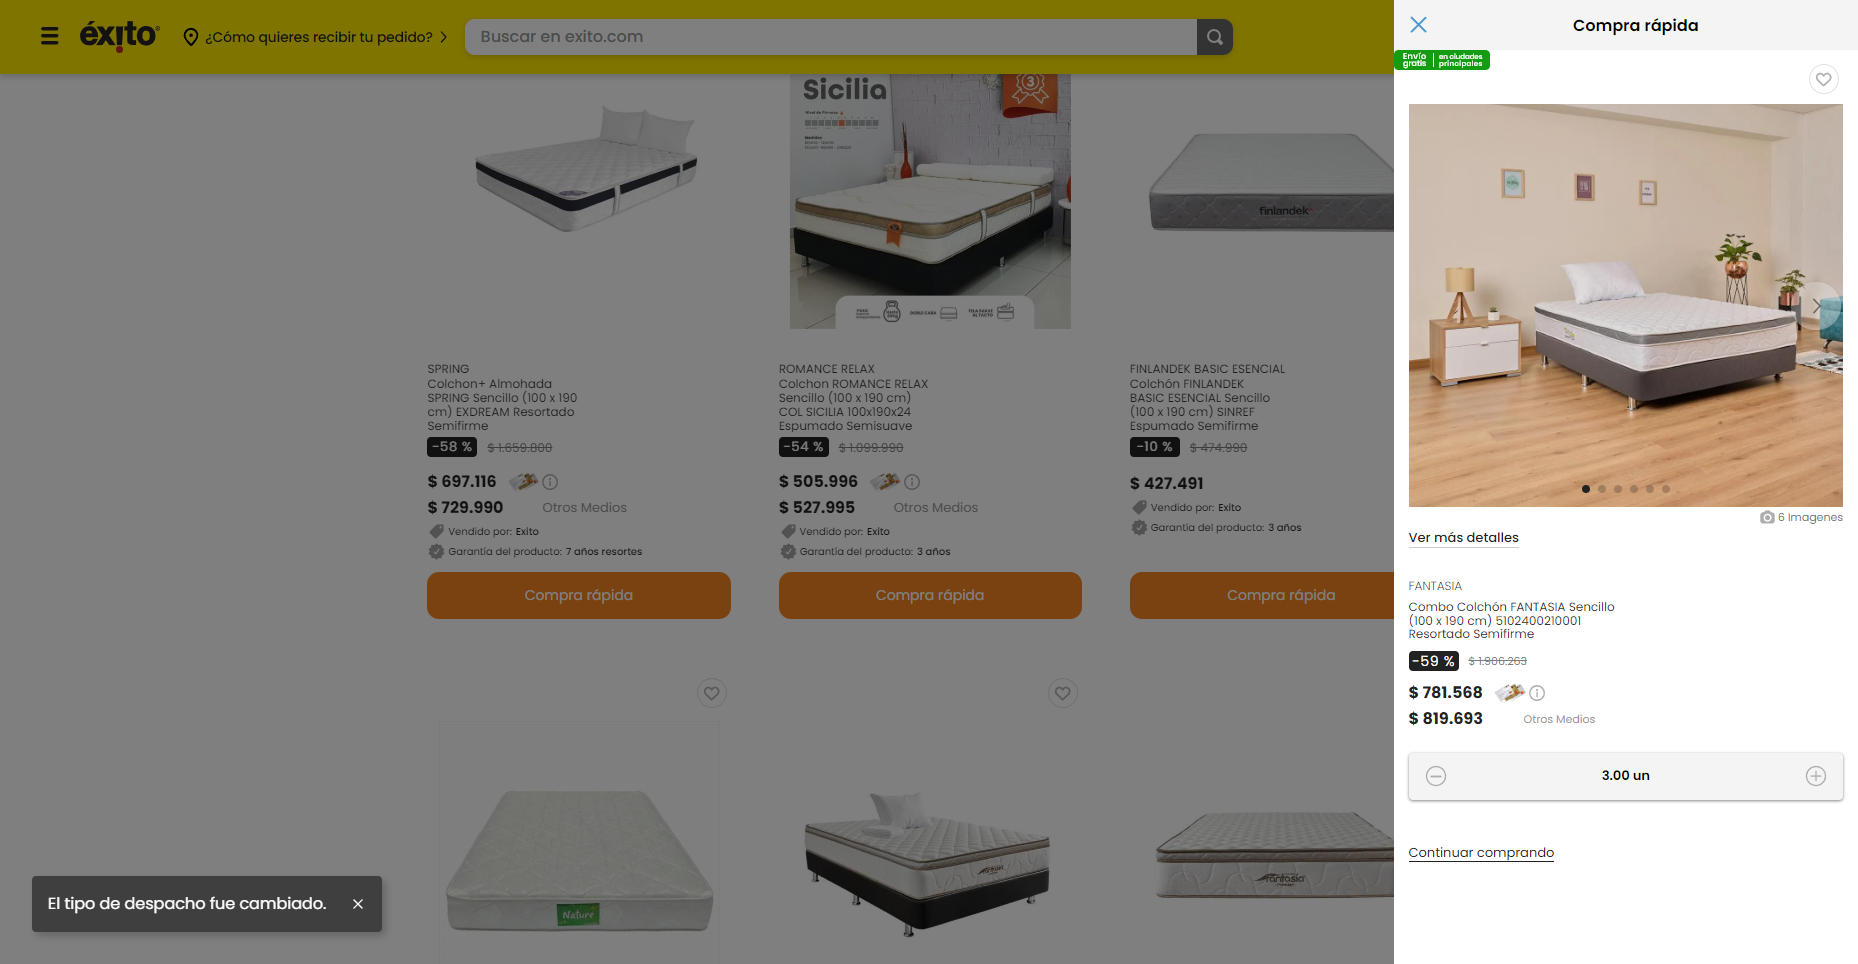 éxito
¿Cómo quieres recibir tu pedido?
Buscar en exito.com
Compra rápida
Envío gratis
en ciudades principales
Sicilia
3
finlandek
SPRING
Colchon+ Almohada
SPRING Sencillo (100 x 190
cm) EXDREAM Resortado
Semifirme
-58 % $ 1.659.800
$ 697.116
$ 729.990 Otros Medios
Vendido por: Exito
Garantía del producto: 7 años resortes
Compra rápida
ROMANCE RELAX
Colchon ROMANCE RELAX
Sencillo (100 x 190 cm)
COL SICILIA 100x190x24
Espumado Semisuave
-54 % $ 1.099.990
$ 505.996
$ 527.995 Otros Medios
Vendido por: Exito
Garantía del producto: 3 años
Compra rápida
FINLANDEK BASIC ESENCIAL
Colchón FINLANDEK
BASIC ESENCIAL Sencillo
(100 x 190 cm) SINREF
Espumado Semifirme
-10 % $ 474.990
$ 427.491
Vendido por: Exito
Garantía del producto: 3 años
Compra rápida
Nature
fantasia
fantasia
El tipo de despacho fue cambiado.
6 Imagenes
Ver más detalles
FANTASIA
Combo Colchón FANTASIA Sencillo
(100 x 190 cm) 5102400210001
Resortado Semifirme
-59 % $ 1.906.263
$ 781.568
$ 819.693 Otros Medios
3.00 un
Continuar comprando